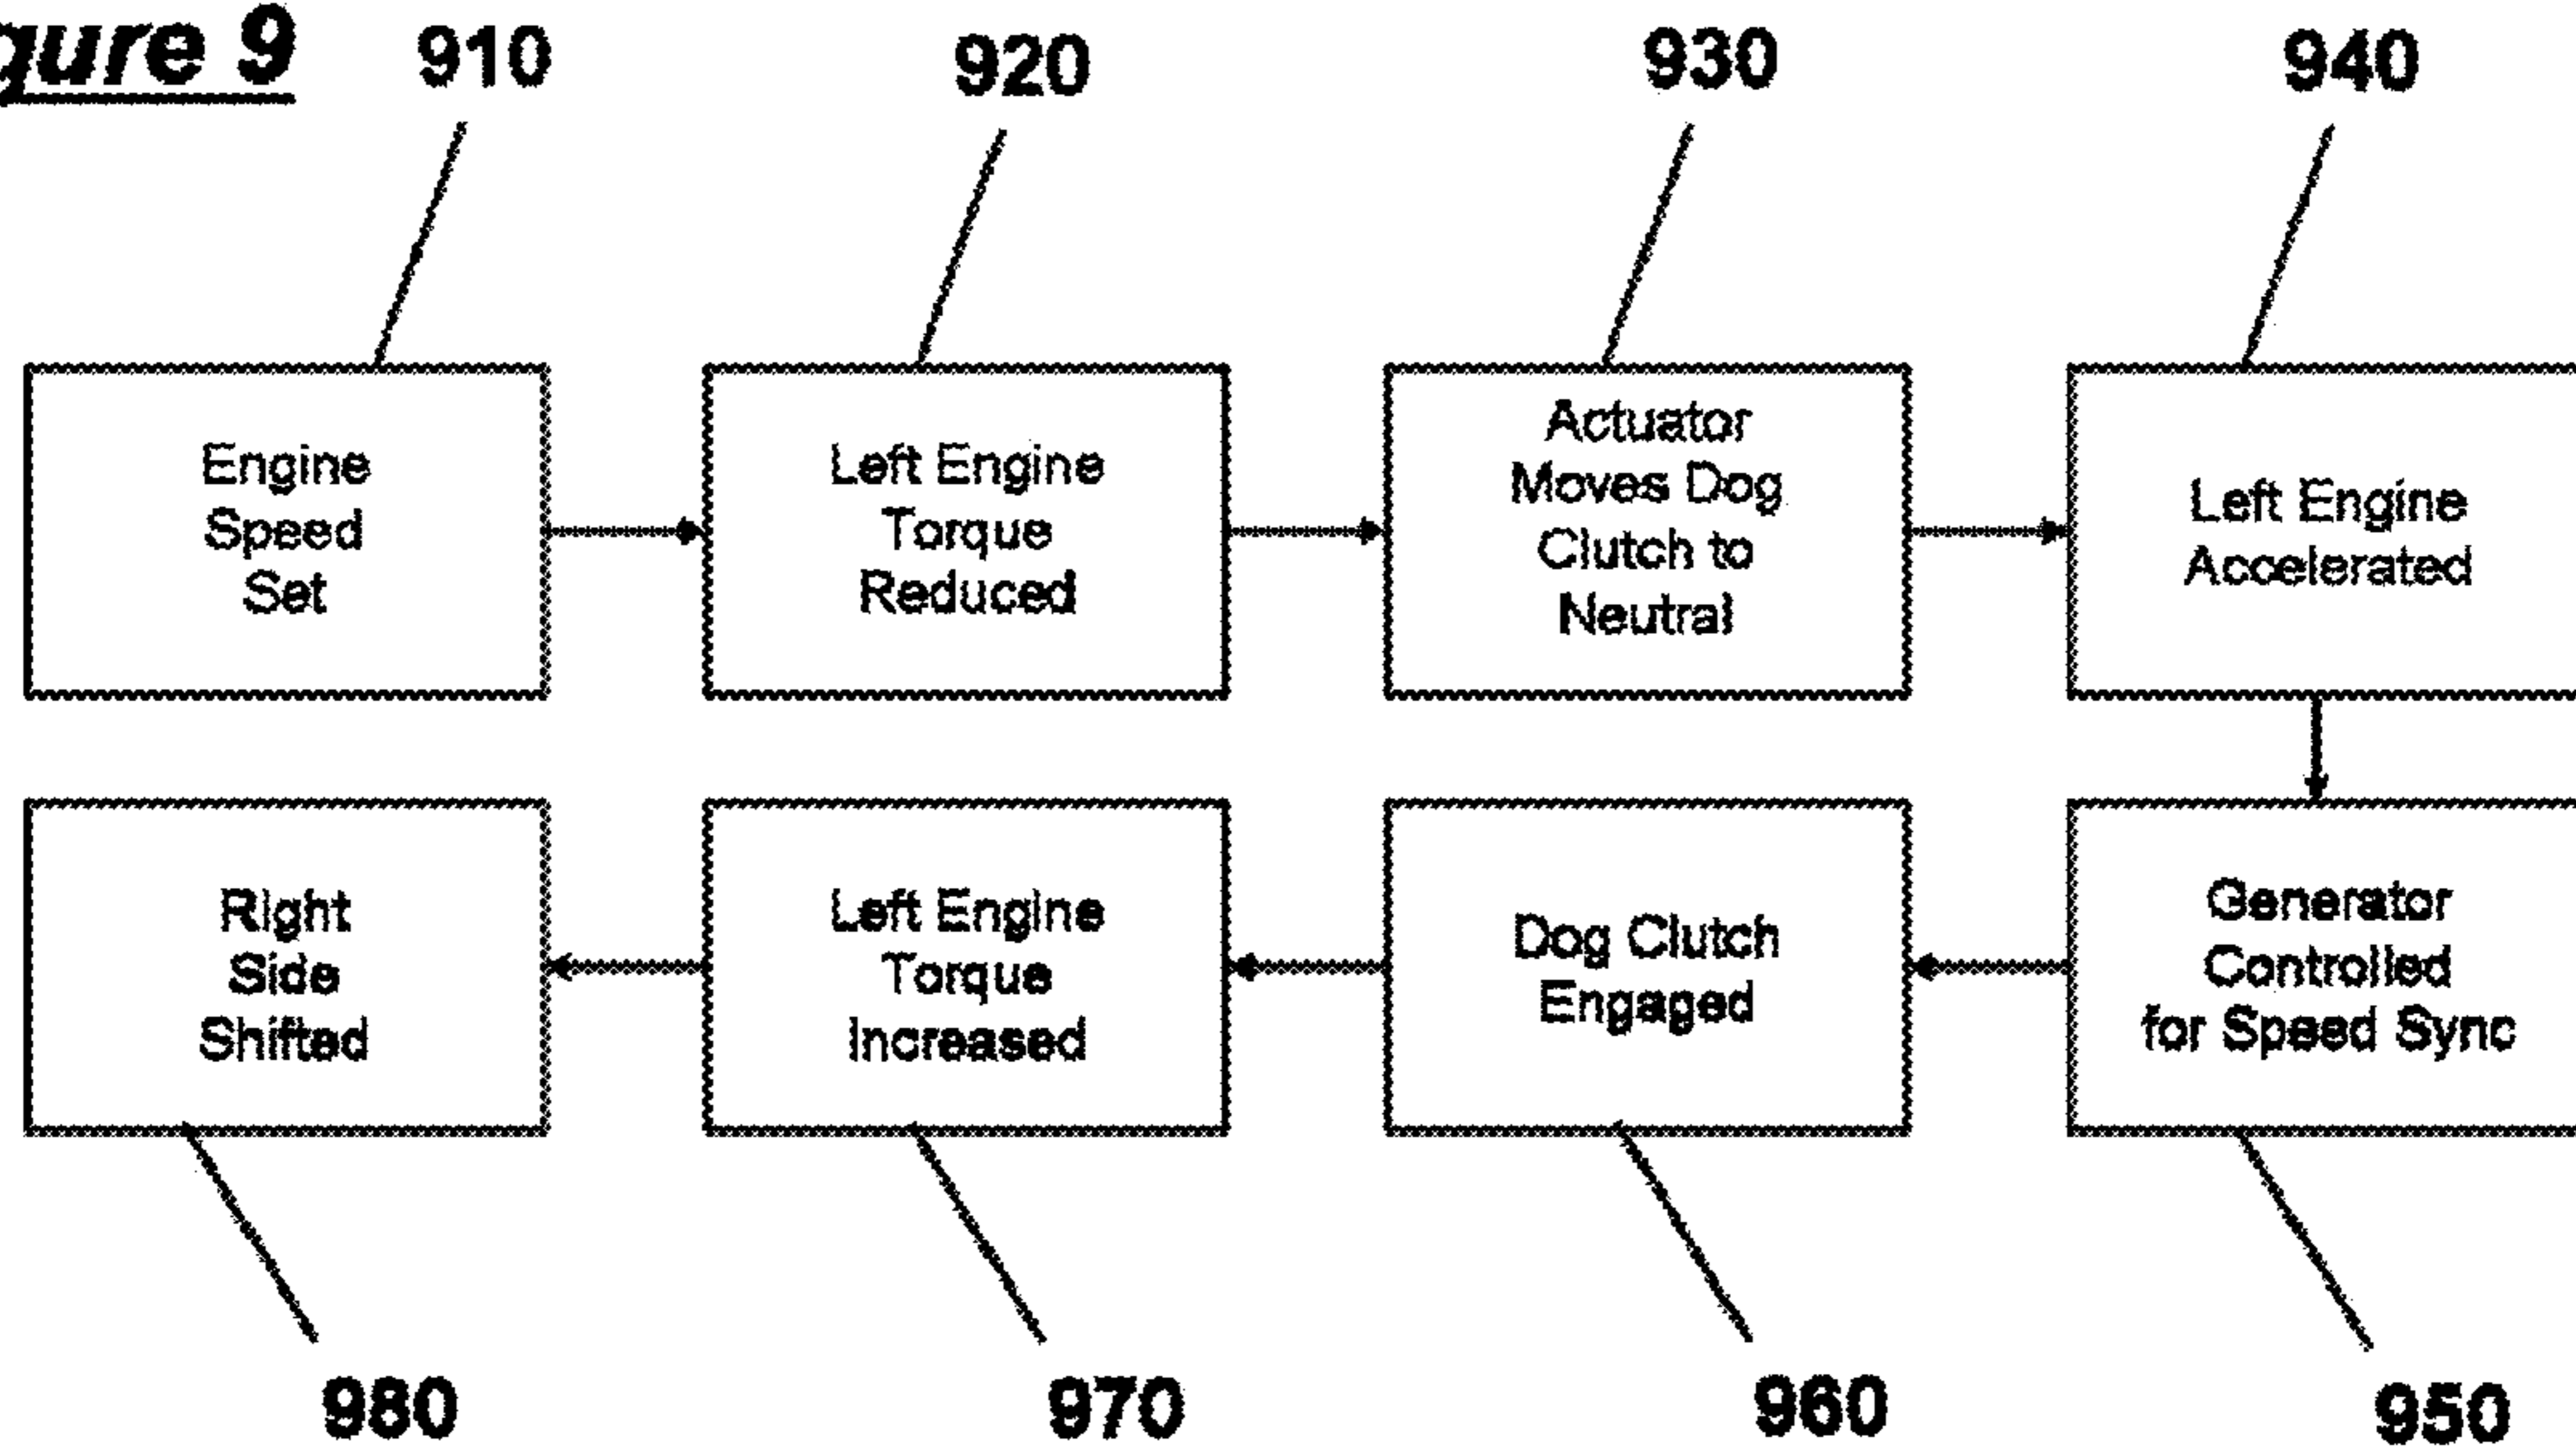 gure 9
910
920
930
940
Engine
Speed
Set
Left Engine
Torque
Reduced
Actuator
Moves Dog
Clutch to
Neutral
Left Engine
Accelerated
Generator
Controlled
for Speed Sync
Dog Clutch
Engaged
Left Engine
Torque
Increased
Right
Side
Shifted
980
970
960
950